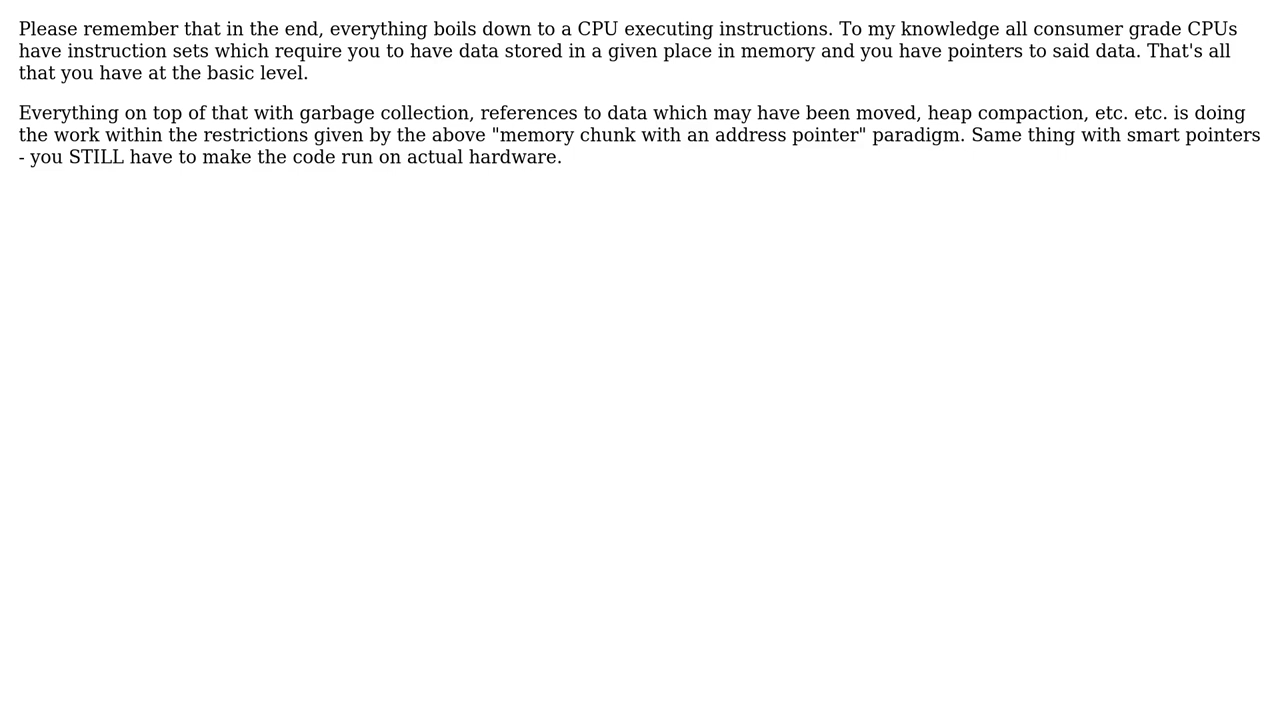 Please remember that in the end, everything boils down to a CPU executing instructions. To my knowledge all consumer grade CPUs
have instruction sets which require you to have data stored in a given place in memory and you have pointers to said data. That's all
that you have at the basic level.
Everything on top of that with garbage collection, references to data which may have been moved, heap compaction, etc. etc. is doing
the work within the restrictions given by the above "memory chunk with an address pointer" paradigm. Same thing with smart pointers
- you STILL have to make the code run on actual hardware.